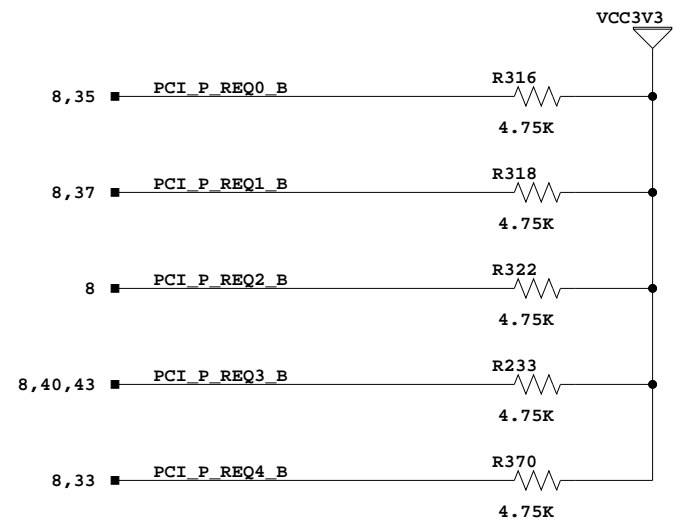 VCC3V3
8,35 PCI_P_REQ0_B R316
4.75K
8,37 PCI_P_REQ1_B R318
4.75K
8 PCI_P_REQ2_B R322
4.75K
8,40,43 PCI_P_REQ3_B R233
4.75K
8,33 PCI_P_REQ4_B R370
4.75K